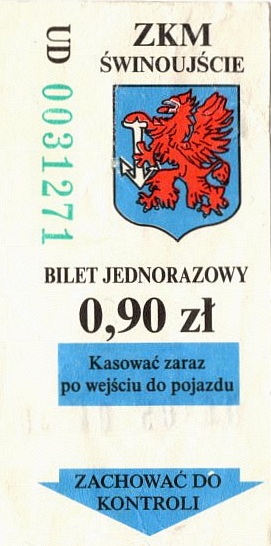 UD 0031271
ZKM
ŚWINOUJŚCIE
BILET JEDNORAZOWY
0,90 zł
Kasować zaraz
po wejściu do pojazdu
ZACHOWAĆ DO
KONTROLI